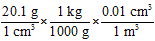 20.1 g / 1 cm³ × 1 kg / 1000 g × 0.01 cm³ / 1 m³